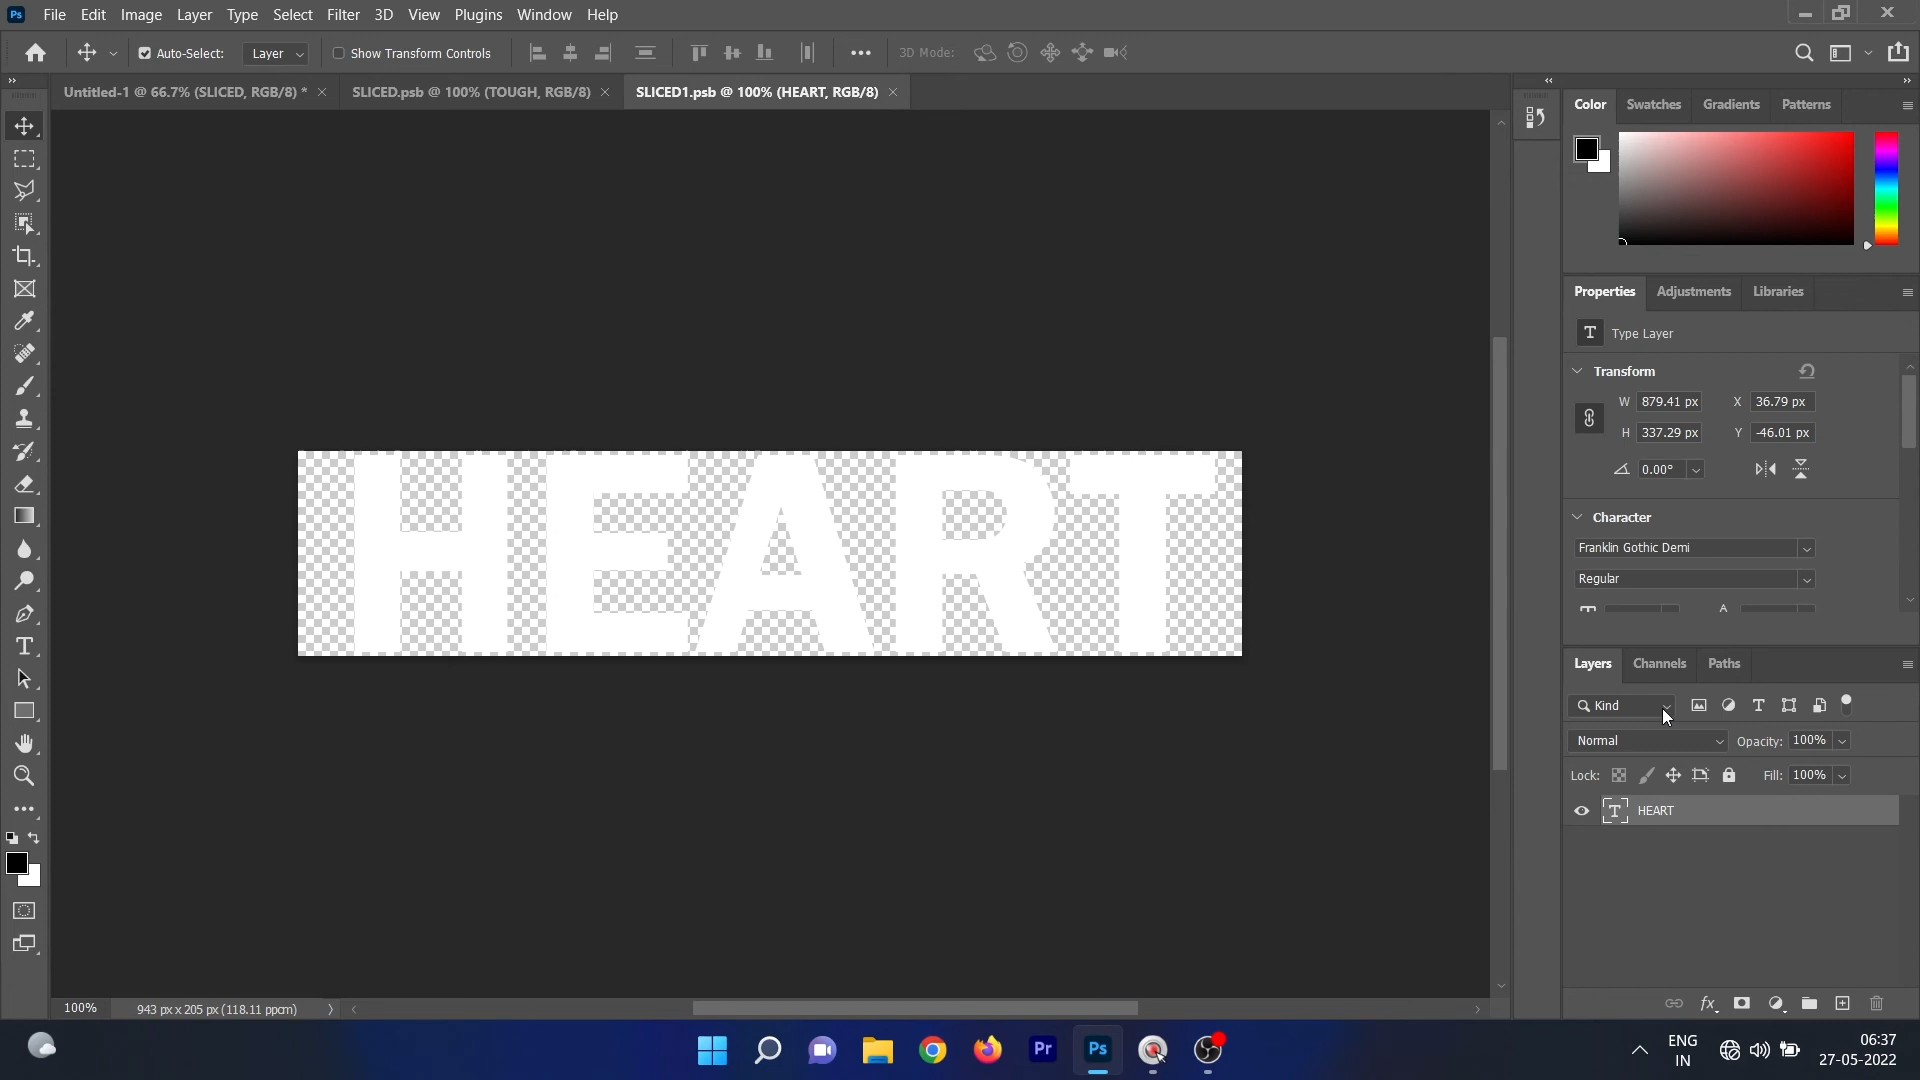 Ps File Edit Image Layer Type Select Filter 3D View Plugins Window Help
Auto-Select: Layer Show Transform Controls 3D Mode:
Untitled-1 @ 66.7% (SLICED, RGB/8) * SLICED.psb @ 100% (TOUGH, RGB/8) SLICED1.psb @ 100% (HEART, RGB/8)
Color Swatches Gradients Patterns
Properties Adjustments Libraries
T Type Layer
Transform
W 879.41 px X 36.79 px
H 337.29 px Y -46.01 px
0.00°
Character
Franklin Gothic Demi
Regular
HEART
Layers Channels Paths
Kind
Normal Opacity: 100%
Lock: Fill: 100%
T HEART
fx
100% 943 px x 205 px (118.11 ppcm)
Pr Ps
ENG
IN
06:37
27-05-2022